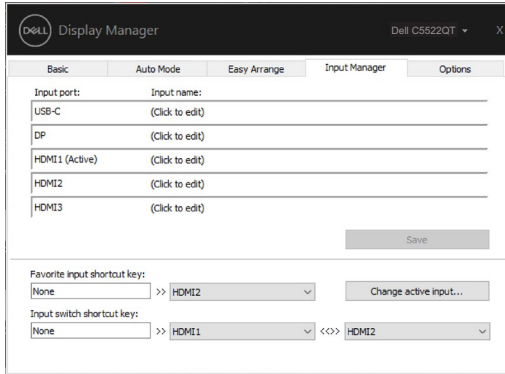 DELL Display Manager Dell C5522QT X
Basic Auto Mode Easy Arrange Input Manager Options
Input port: Input name:
USB-C (Click to edit)
DP (Click to edit)
HDMI1 (Active) (Click to edit)
HDMI2 (Click to edit)
HDMI3 (Click to edit)
Save
Favorite input shortcut key:
None >> HDMI2 Change active input...
Input switch shortcut key:
None >> HDMI1 <<>> HDMI2